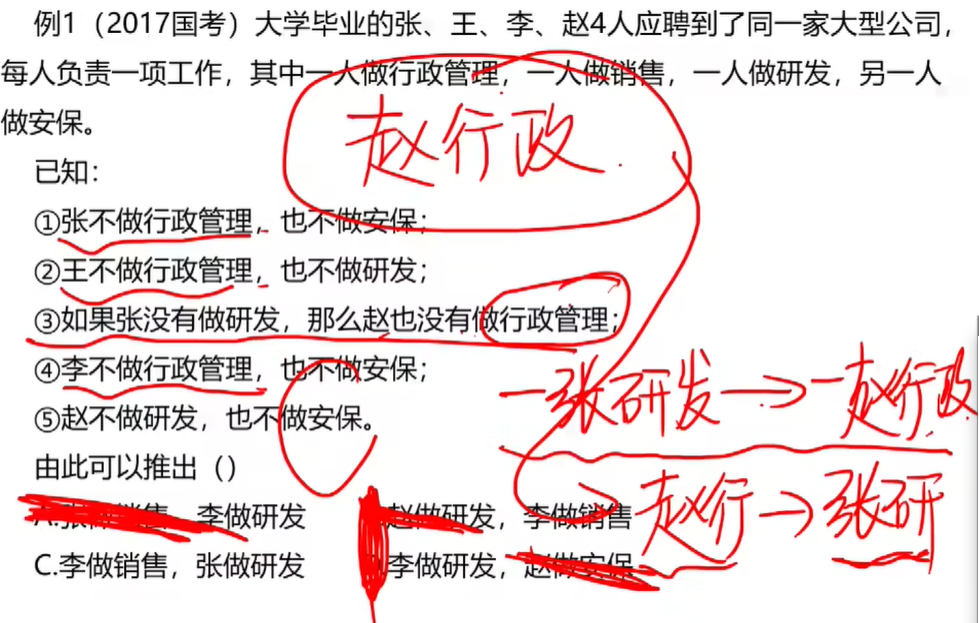 例1（2017国考）大学毕业的张、王、李、赵4人应聘到了同一家大型公司，
每人负责一项工作，其中一人做行政管理，一人做销售，一人做研发，另一人
做安保。
赵行政
已知：
①张不做行政管理，也不做安保；
②王不做行政管理，也不做研发；
③如果张没有做研发，那么赵也没有做行政管理；
④李不做行政管理，也不做安保；
一张研发→一赵行政
⑤赵不做研发，也不做安保。
由此可以推出（）
赵行→张研
A.张做销售，李做研发 赵做研发，李做销售
C.李做销售，张做研发 李做研发，赵做安保